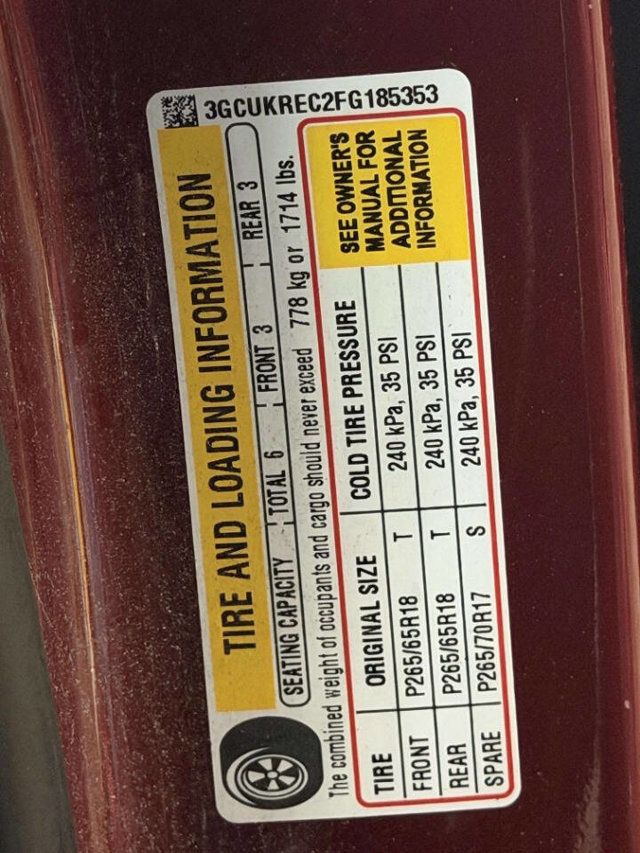 3GCUKREC2FG185353
TIRE AND LOADING INFORMATION
SEATING CAPACITY TOTAL 6 FRONT 3 REAR 3
The combined weight of occupants and cargo should never exceed 778 kg or 1714 lbs.
TIRE ORIGINAL SIZE COLD TIRE PRESSURE
FRONT P265/65R18 T 240 kPa, 35 PSI
REAR P265/65R18 T 240 kPa, 35 PSI
SPARE P265/70R17 S 240 kPa, 35 PSI
SEE OWNER'S
MANUAL FOR
ADDITIONAL
INFORMATION